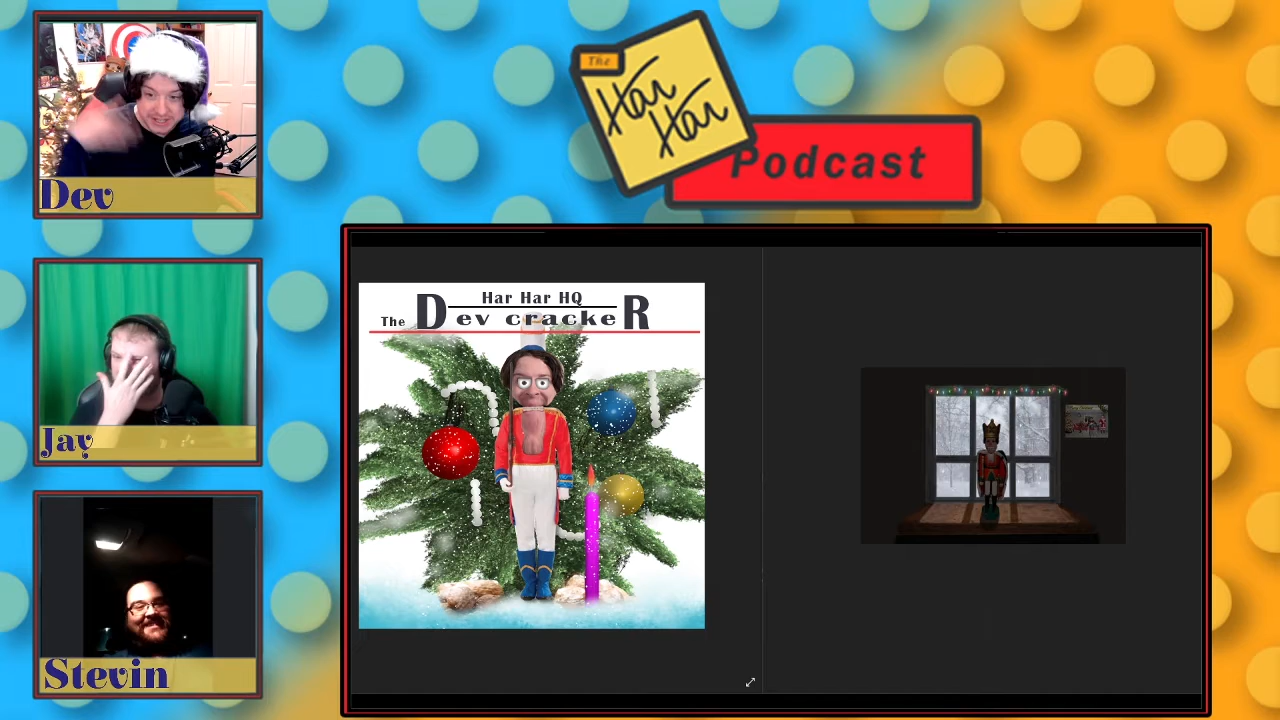 Dev
Jay
Stevin
The
Har
Har
Podcast
Har Har HQ
The Dev crackeR